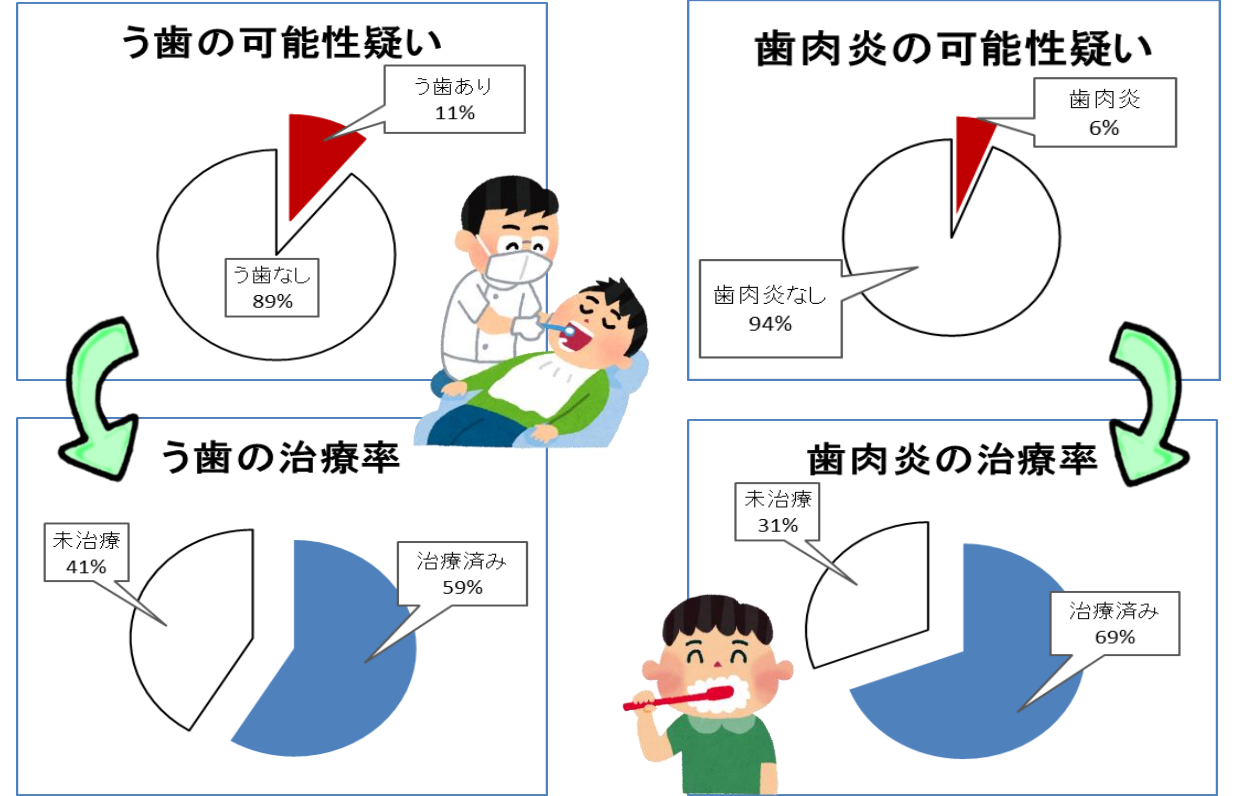 う歯の可能性疑い
う歯あり
11%
う歯なし
89%
歯肉炎の可能性疑い
歯肉炎
6%
歯肉炎なし
94%
う歯の治療率
未治療
41%
治療済み
59%
歯肉炎の治療率
未治療
31%
治療済み
69%